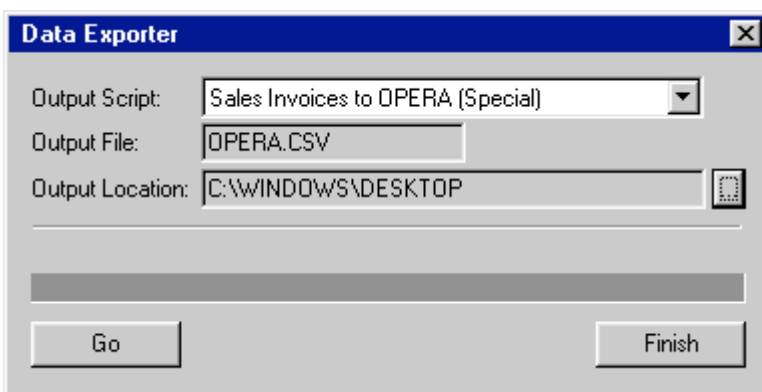 Data Exporter
Output Script: Sales Invoices to OPERA (Special)
Output File: OPERA.CSV
Output Location: C:\WINDOWS\DESKTOP
Go Finish